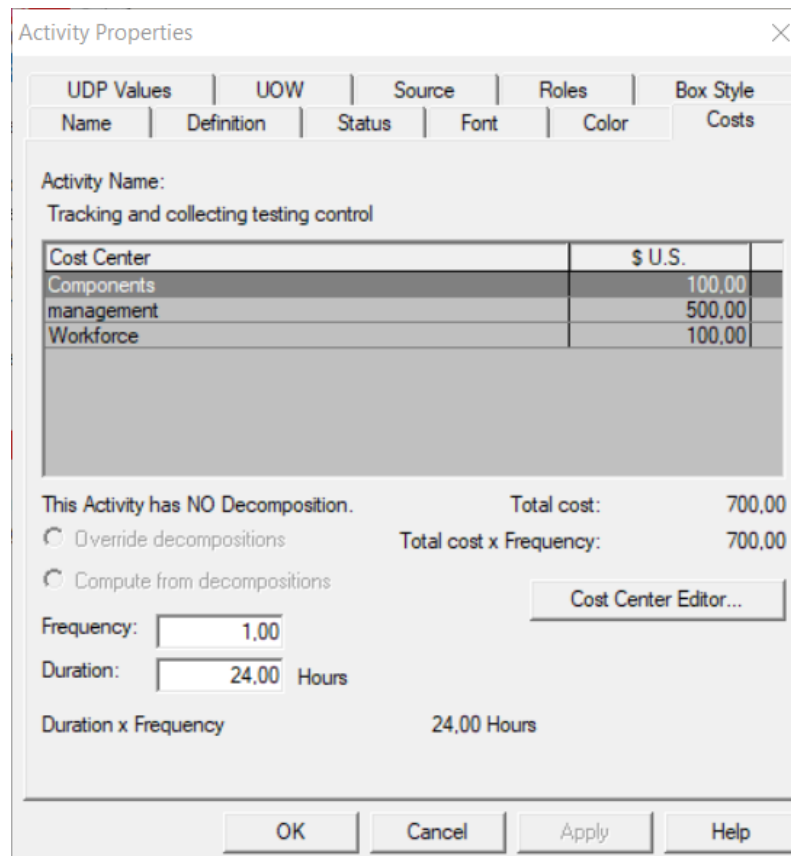 Activity Properties
UDP Values UOW Source Roles Box Style
Name Definition Status Font Color Costs
Activity Name:
Tracking and collecting testing control
Cost Center $ U.S.
Components 100,00
management 500,00
Workforce 100,00
This Activity has NO Decomposition. Total cost: 700,00
Override decompositions Total cost x Frequency: 700,00
Compute from decompositions
Cost Center Editor...
Frequency: 1,00
Duration: 24,00 Hours
Duration x Frequency 24,00 Hours
OK Cancel Apply Help